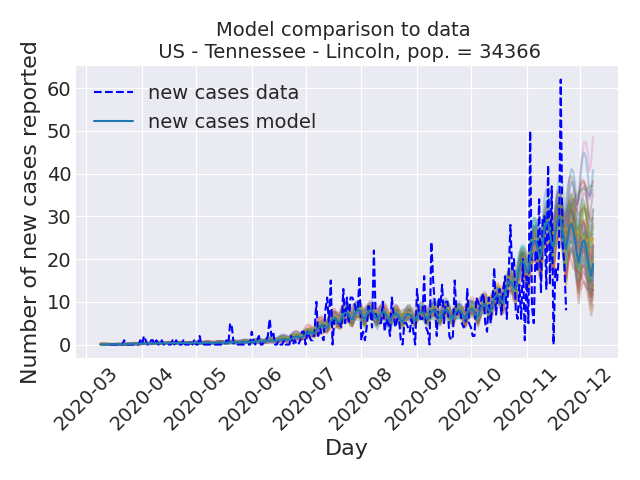 Model comparison to data
US - Tennessee - Lincoln, pop. = 34366
Number of new cases reported
60
50
40
30
20
10
0
new cases data
new cases model
2020-03
2020-04
2020-05
2020-06
2020-07
2020-08
2020-09
2020-10
2020-11
2020-12
Day